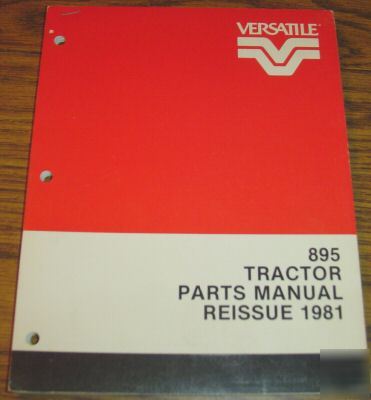 VERSATILE
895
TRACTOR
PARTS MANUAL
REISSUE 1981